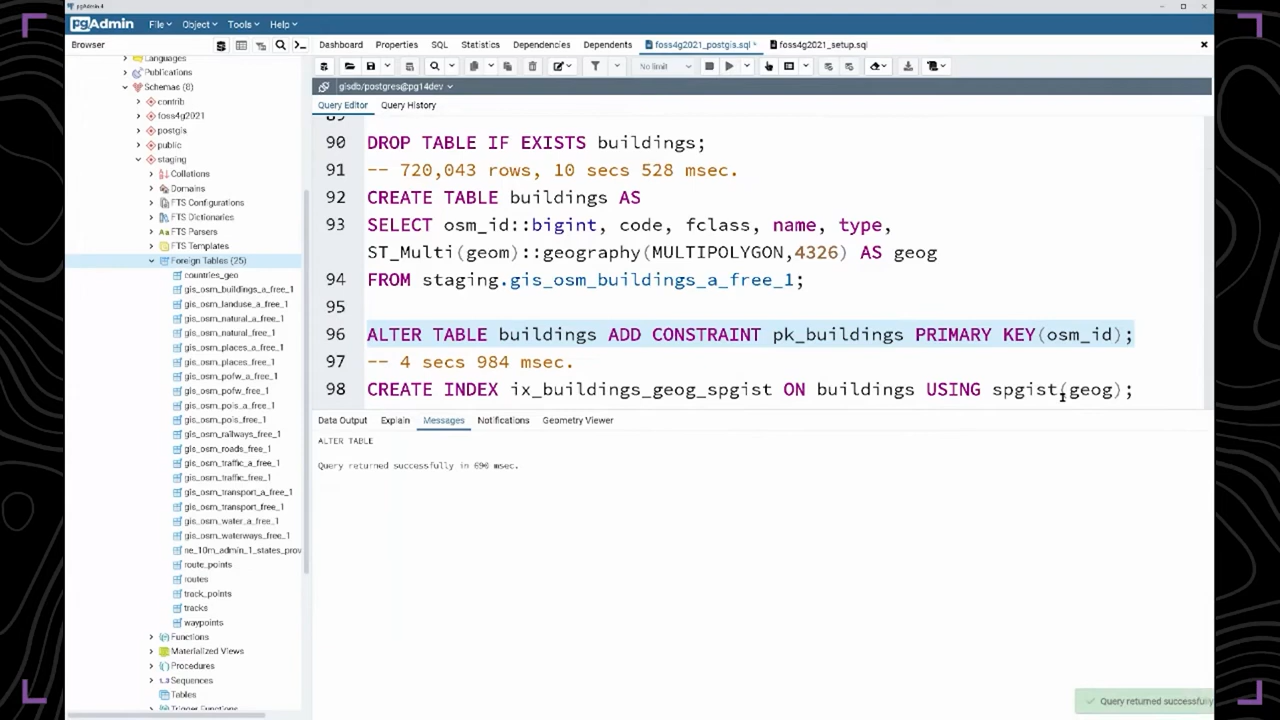 pgAdmin 4
pgAdmin File Object Tools Help
Browser
Dashboard Properties SQL Statistics Dependencies Dependents foss4g2021_postgis.sql * foss4g2021_setup.sql
No limit
gisdb/postgres@pg14dev
Query Editor Query History
Languages
Publications
Schemas (8)
contrib
foss4g2021
postgis
public
staging
Collations
Domains
FTS Configurations
FTS Dictionaries
FTS Parsers
FTS Templates
Foreign Tables (25)
countries_geo
gis_osm_buildings_a_free_1
gis_osm_landuse_a_free_1
gis_osm_natural_a_free_1
gis_osm_natural_free_1
gis_osm_places_a_free_1
gis_osm_places_free_1
gis_osm_pofw_a_free_1
gis_osm_pofw_free_1
gis_osm_pois_a_free_1
gis_osm_pois_free_1
gis_osm_railways_free_1
gis_osm_roads_free_1
gis_osm_traffic_a_free_1
gis_osm_traffic_free_1
gis_osm_transport_a_free_1
gis_osm_transport_free_1
gis_osm_water_a_free_1
gis_osm_waterways_free_1
ne_10m_admin_1_states_prov
route_points
routes
track_points
tracks
waypoints
Functions
Materialized Views
Procedures
Sequences
Tables
Trigger Functions
89
90 DROP TABLE IF EXISTS buildings;
91 -- 720,043 rows, 10 secs 528 msec.
92 CREATE TABLE buildings AS
93 SELECT osm_id::bigint, code, fclass, name, type,
ST_Multi(geom)::geography(MULTIPOLYGON,4326) AS geog
94 FROM staging.gis_osm_buildings_a_free_1;
95
96 ALTER TABLE buildings ADD CONSTRAINT pk_buildings PRIMARY KEY(osm_id);
97 -- 4 secs 984 msec.
98 CREATE INDEX ix_buildings_geog_spgist ON buildings USING spgist(geog);
Data Output Explain Messages Notifications Geometry Viewer
ALTER TABLE
Query returned successfully in 690 msec.
Query returned successfully